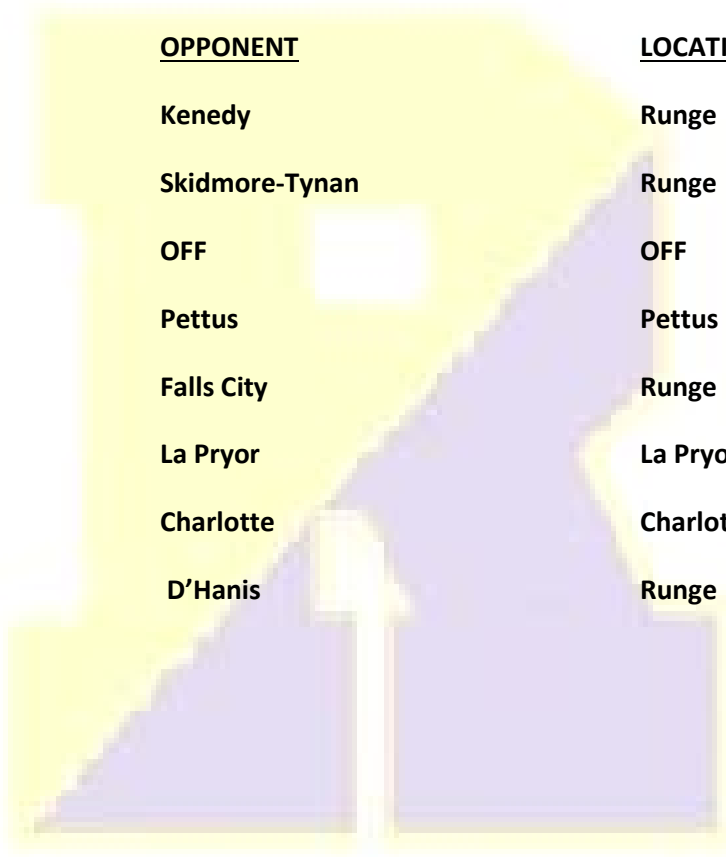 OPPONENT LOCATI
Kenedy Runge
Skidmore-Tynan Runge
OFF OFF
Pettus Pettus
Falls City Runge
La Pryor La Pryo
Charlotte Charlot
D’Hanis Runge